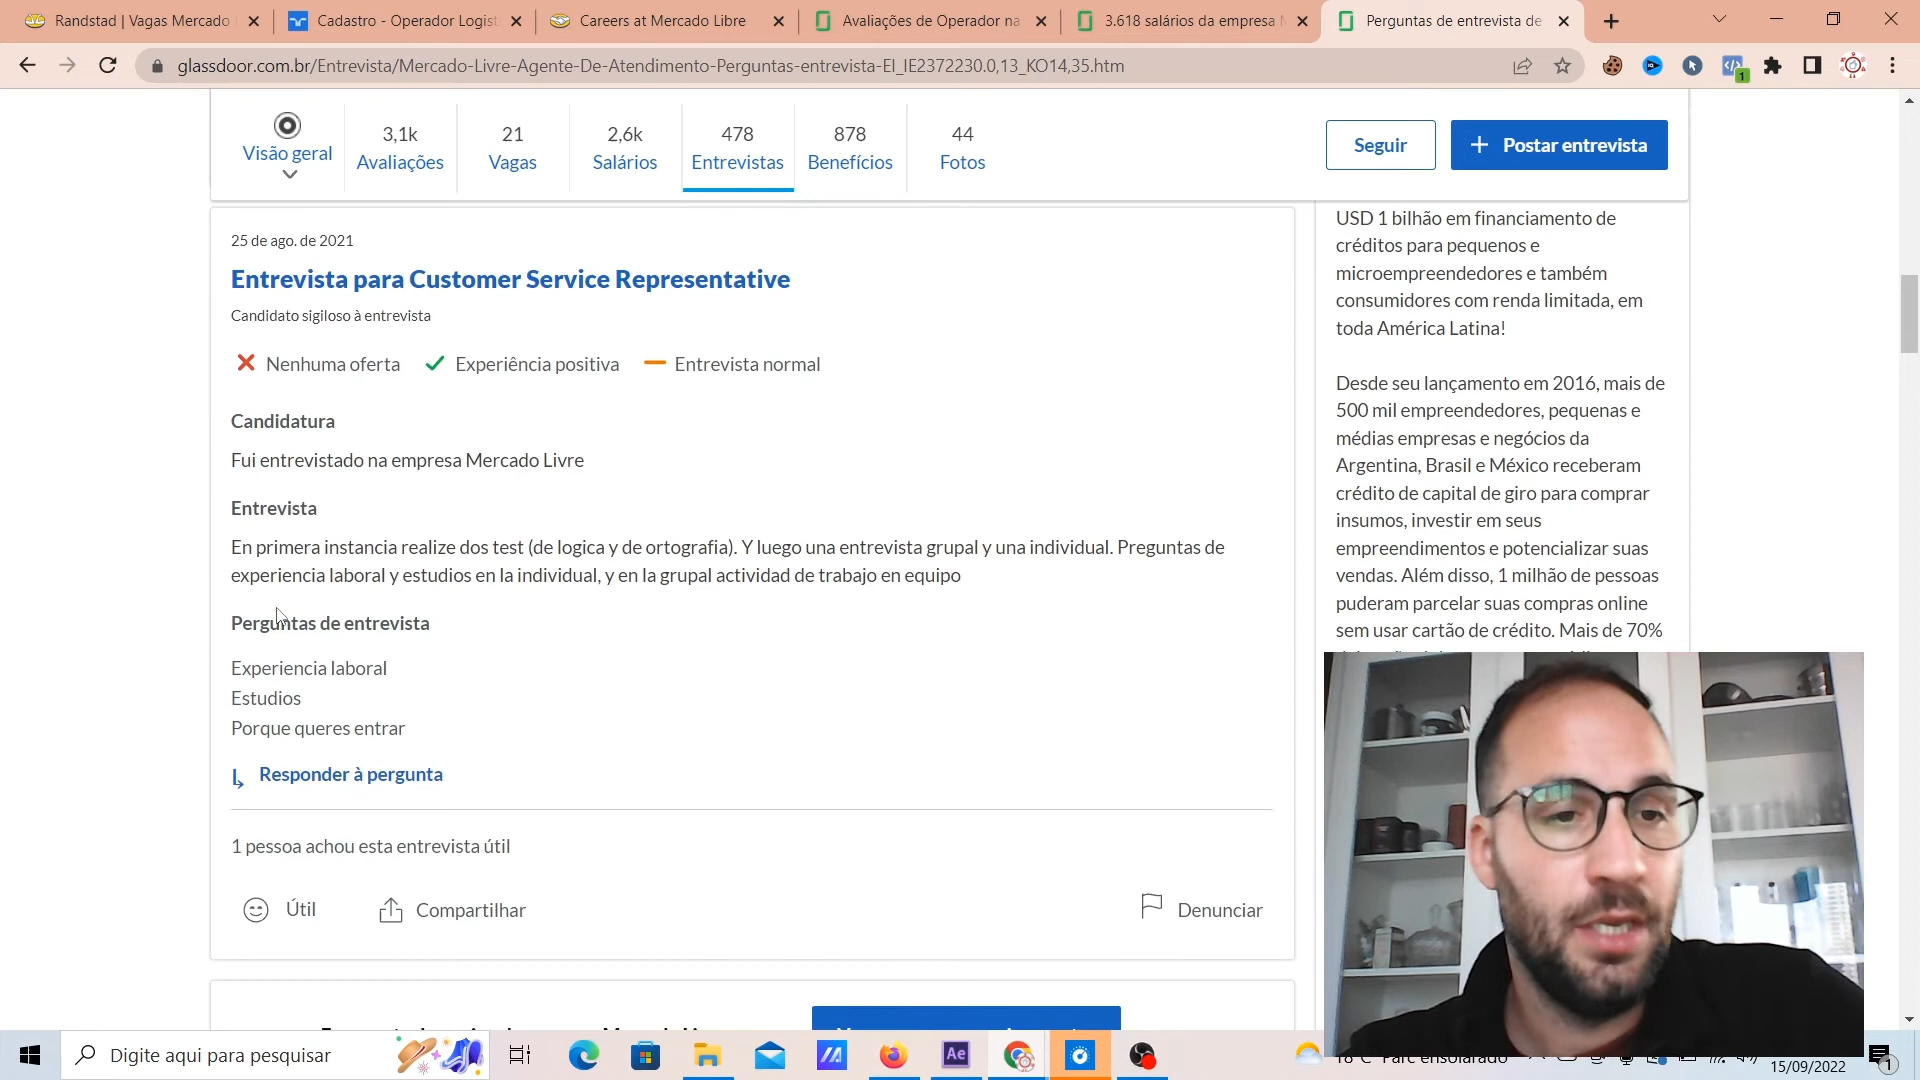 Randstad | Vagas Mercado
Cadastro - Operador Logist
Careers at Mercado Libre
Avaliações de Operador na
3.618 salários da empresa M
Perguntas de entrevista de
glassdoor.com.br/Entrevista/Mercado-Livre-Agente-De-Atendimento-Perguntas-entrevista-EI_IE2372230.0,13_KO14,35.htm
1
Visão geral
3,1k
Avaliações
21
Vagas
2,6k
Salários
478
Entrevistas
878
Benefícios
44
Fotos
Seguir
+ Postar entrevista
25 de ago. de 2021
Entrevista para Customer Service Representative
Candidato sigiloso à entrevista
Nenhuma oferta
Experiência positiva
Entrevista normal
Candidatura
Fui entrevistado na empresa Mercado Livre
Entrevista
En primera instancia realize dos test (de logica y de ortografia). Y luego una entrevista grupal y una individual. Preguntas de
experiencia laboral y estudios en la individual, y en la grupal actividad de trabajo en equipo
Perguntas de entrevista
Experiencia laboral
Estudios
Porque queres entrar
Responder à pergunta
1 pessoa achou esta entrevista útil
Útil
Compartilhar
Denunciar
USD 1 bilhão em financiamento de
créditos para pequenos e
microempreendedores e também
consumidores com renda limitada, em
toda América Latina!
Desde seu lançamento em 2016, mais de
500 mil empreendedores, pequenas e
médias empresas e negócios da
Argentina, Brasil e México receberam
crédito de capital de giro para comprar
insumos, investir em seus
empreendimentos e potencializar suas
vendas. Além disso, 1 milhão de pessoas
puderam parcelar suas compras online
sem usar cartão de crédito. Mais de 70%
Digite aqui para pesquisar
Ae
18°C Parc ensolarado
15/09/2022
1